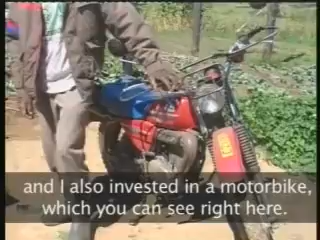 and I also invested in a motorbike,
which you can see right here.